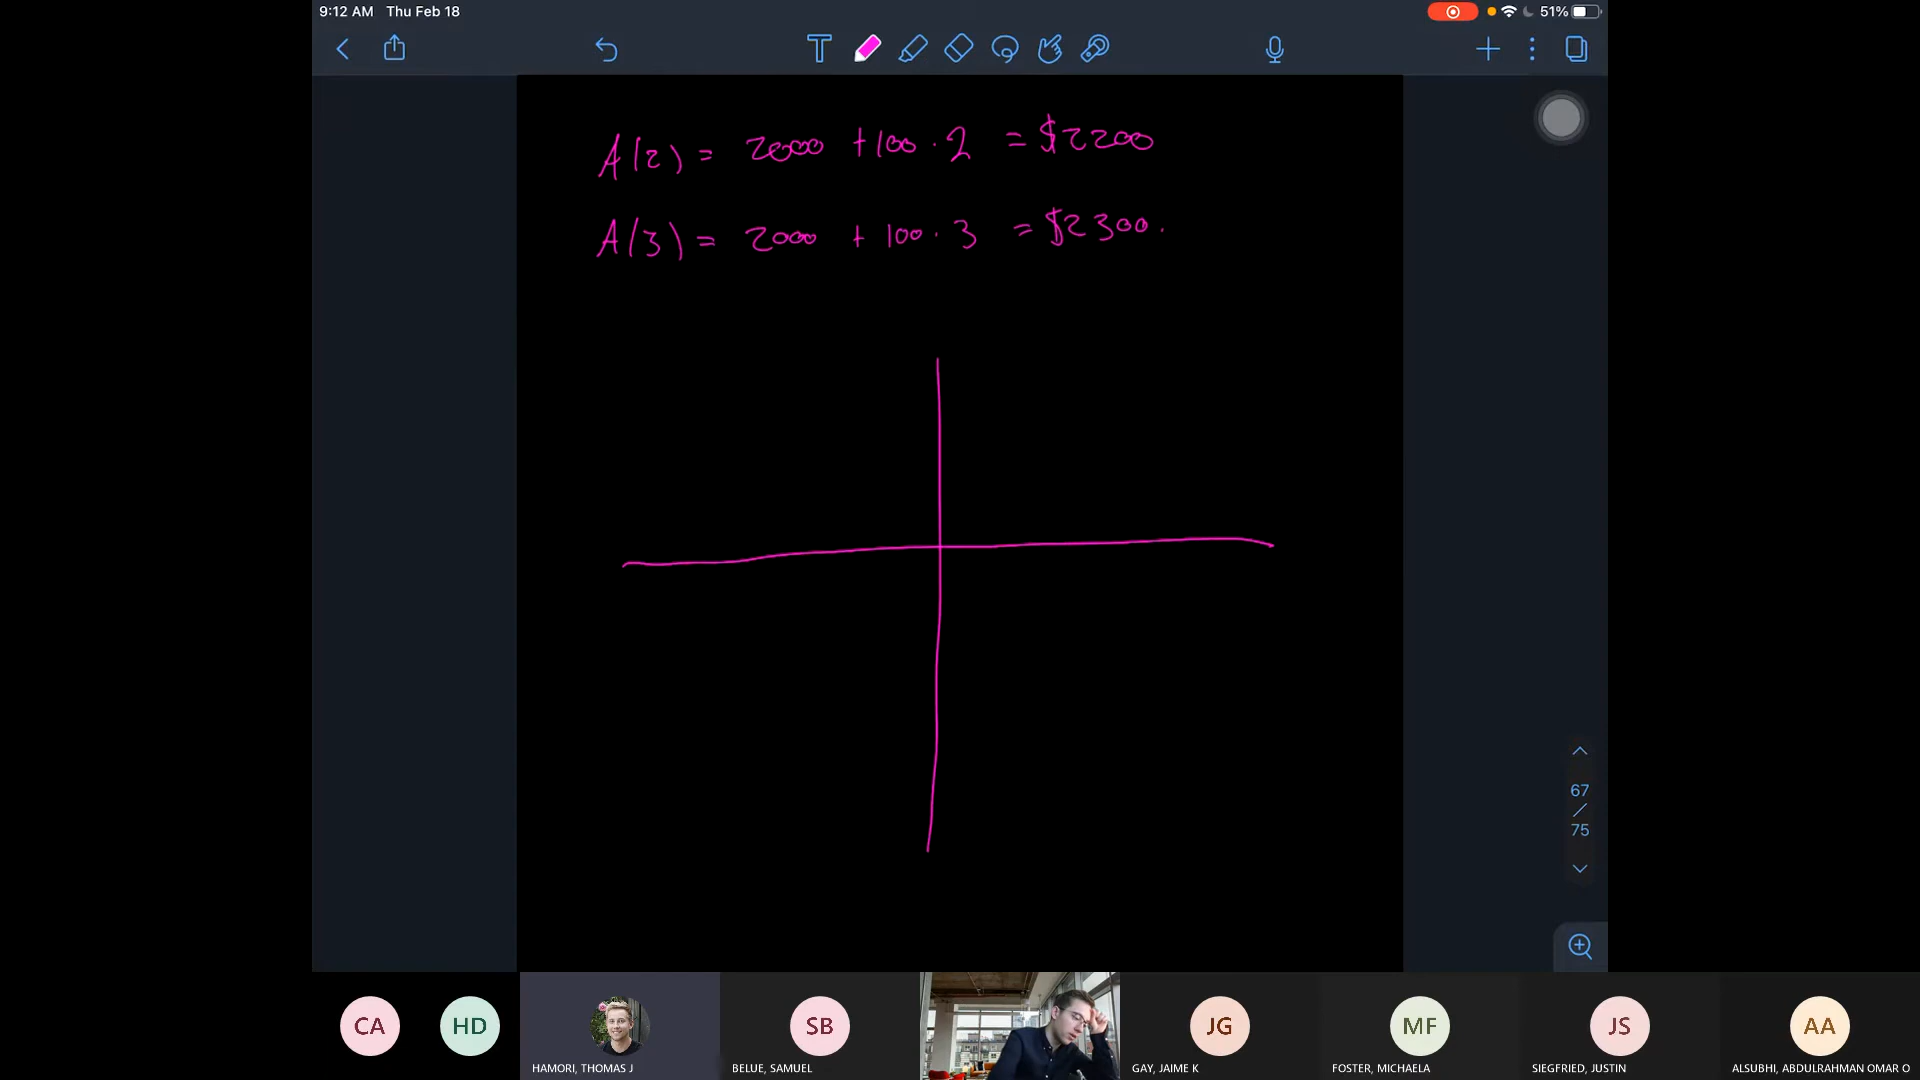 9:12 AM Thu Feb 18
51%
A(2) = 2000 + 100 · 2 = $2200
A(3) = 2000 + 100 · 3 = $2300.
67
/
75
CA
HD
HAMORI, THOMAS J
SB
BELUE, SAMUEL
JG
GAY, JAIME K
MF
FOSTER, MICHAELA
JS
SIEGFRIED, JUSTIN
AA
ALSUBHI, ABDULRAHMAN OMAR O